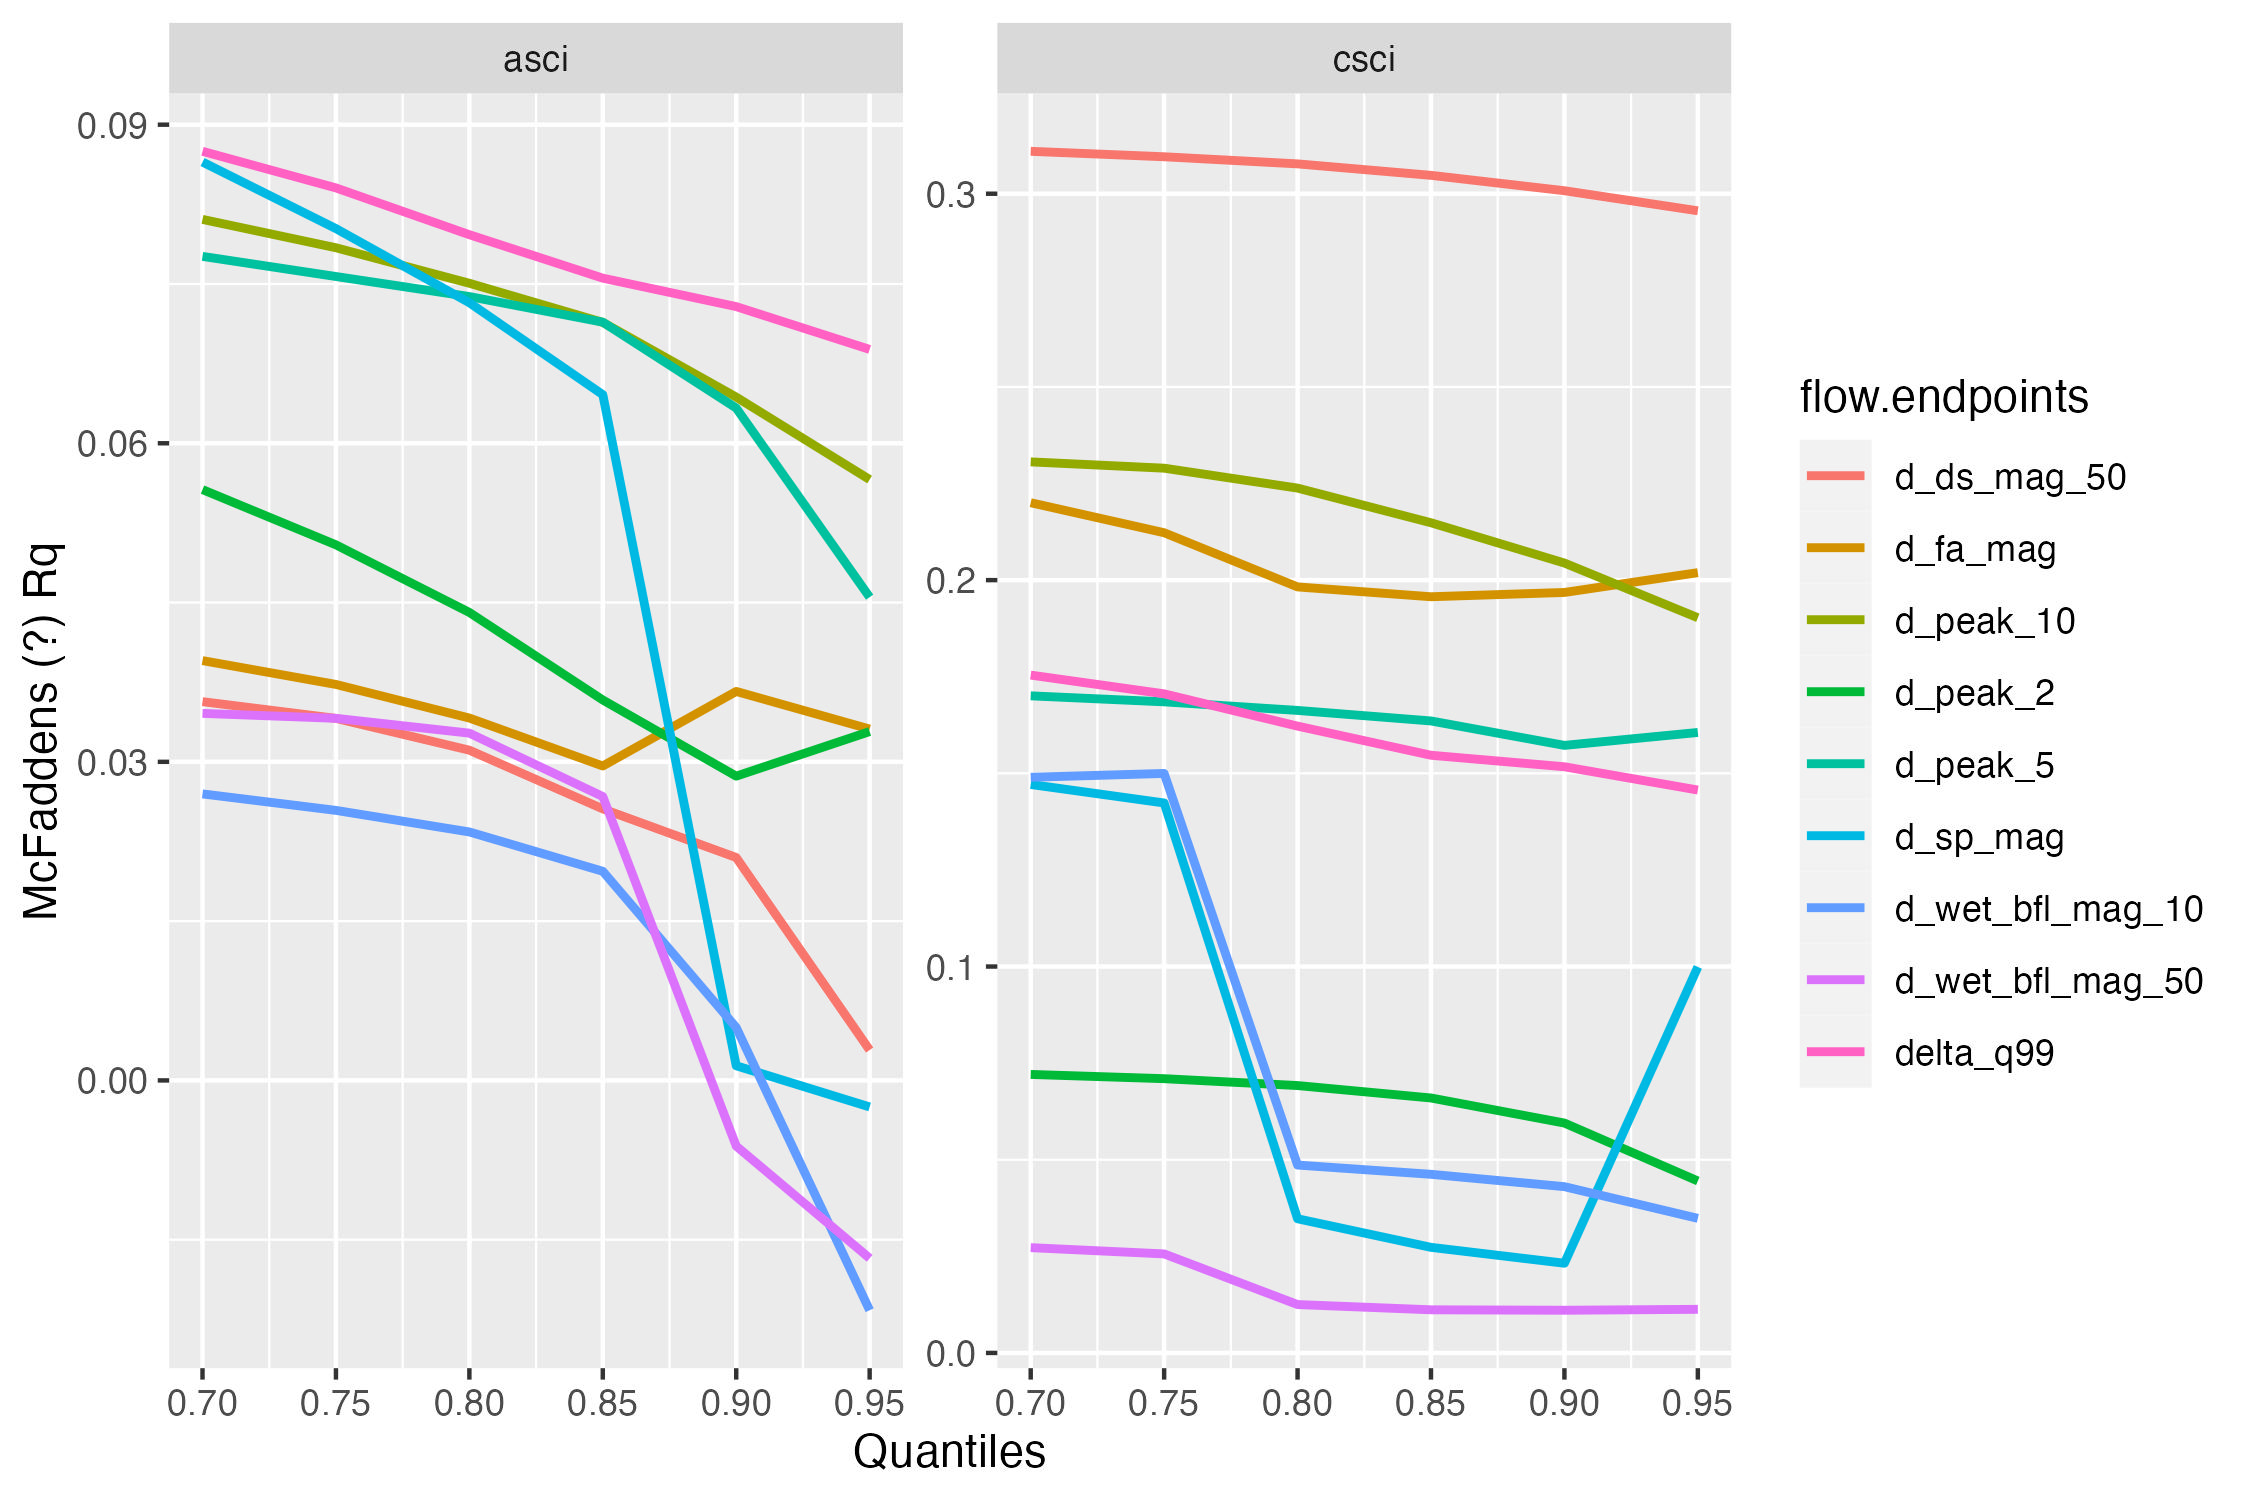 asci
csci
McFaddens (?) Rq
0.09
0.06
0.03
0.00
0.3
0.2
0.1
0.0
0.70 0.75 0.80 0.85 0.90 0.95
0.70 0.75 0.80 0.85 0.90 0.95
Quantiles
flow.endpoints
d_ds_mag_50
d_fa_mag
d_peak_10
d_peak_2
d_peak_5
d_sp_mag
d_wet_bfl_mag_10
d_wet_bfl_mag_50
delta_q99